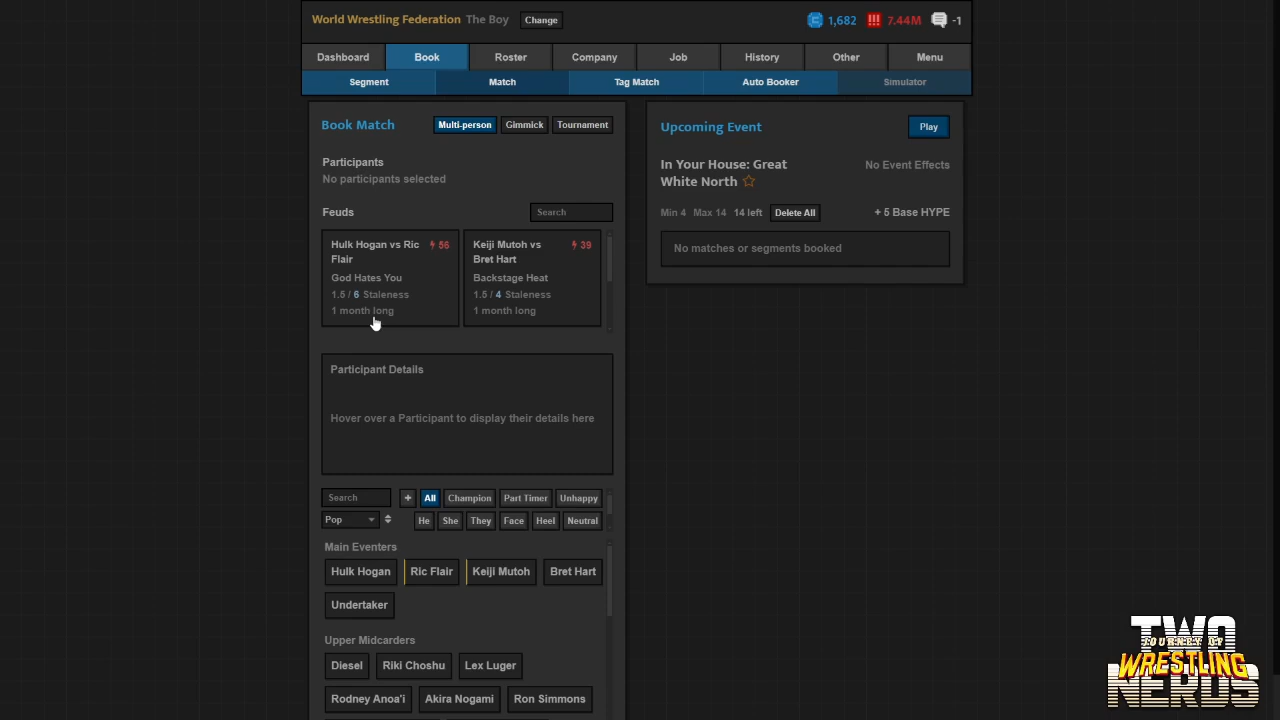 World Wrestling Federation The Boy Change 1,682 7.44M -1
Dashboard Book Roster Company Job History Other Menu
Segment Match Tag Match Auto Booker Simulator
Book Match Multi-person Gimmick Tournament
Participants
No participants selected
Feuds Search
Hulk Hogan vs Ric Flair 56
God Hates You
1.5 / 6 Staleness
1 month long
Keiji Mutoh vs Bret Hart 39
Backstage Heat
1.5 / 4 Staleness
1 month long
Participant Details
Hover over a Participant to display their details here
Search + All Champion Part Timer Unhappy
Pop He She They Face Heel Neutral
Main Eventers
Hulk Hogan Ric Flair Keiji Mutoh Bret Hart
Undertaker
Upper Midcarders
Diesel Riki Choshu Lex Luger
Rodney Anoa'i Akira Nogami Ron Simmons
Upcoming Event Play
In Your House: Great No Event Effects
White North
Min 4 Max 14 14 left Delete All + 5 Base HYPE
No matches or segments booked
TWO
JOURNEY OF
WRESTLING
NERDS